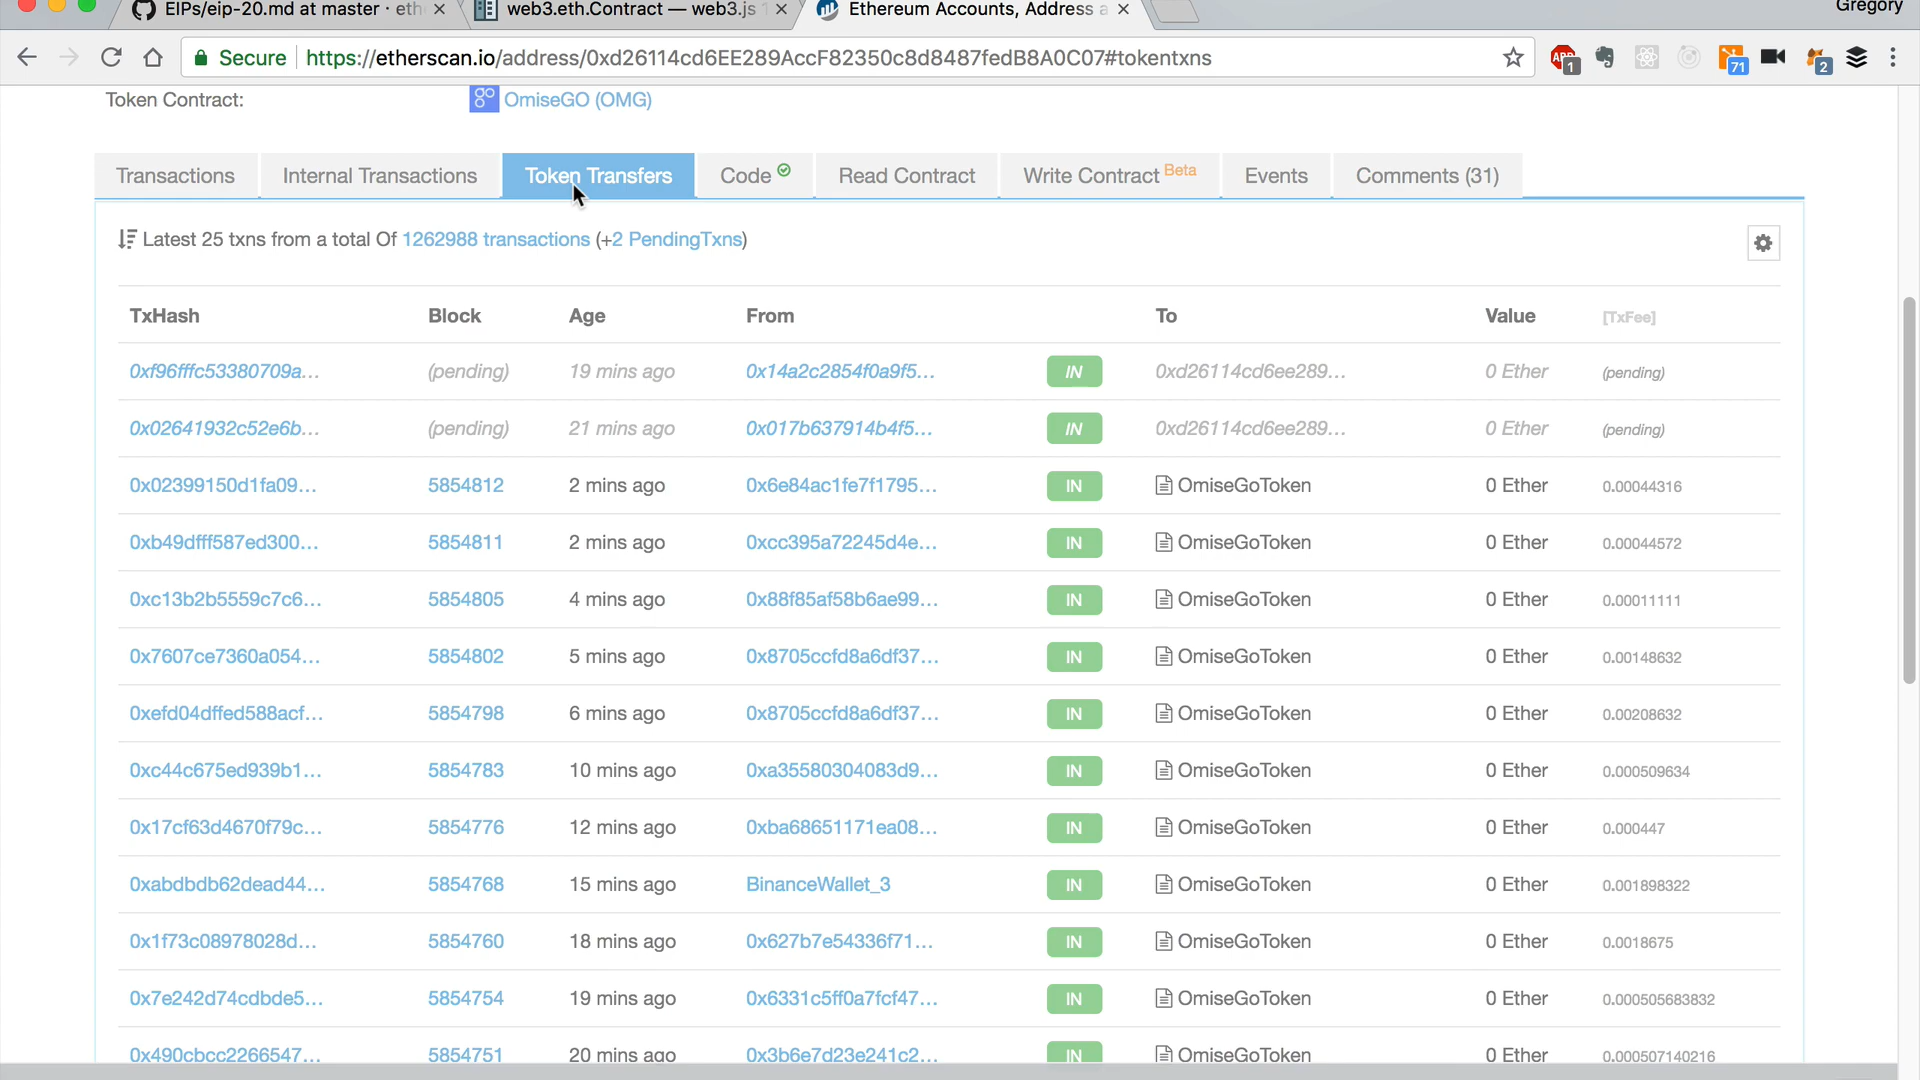 EIPs/eip-20.md at master · eth
web3.eth.Contract — web3.js 1
Ethereum Accounts, Address a
Gregory
Secure
https://etherscan.io/address/0xd26114cd6EE289AccF82350c8d8487fedB8A0C07#tokentxns
1
71
2
Token Contract:
OmiseGO (OMG)
Transactions
Internal Transactions
Token Transfers
Code
Read Contract
Write Contract Beta
Events
Comments (31)
Latest 25 txns from a total Of 1262988 transactions (+2 PendingTxns)
TxHash Block Age From To Value [TxFee]
0xf96fffc53380709a... (pending) 19 mins ago 0x14a2c2854f0a9f5... IN 0xd26114cd6ee289... 0 Ether (pending)
0x02641932c52e6b... (pending) 21 mins ago 0x017b637914b4f5... IN 0xd26114cd6ee289... 0 Ether (pending)
0x02399150d1fa09... 5854812 2 mins ago 0x6e84ac1fe7f1795... IN OmiseGoToken 0 Ether 0.00044316
0xb49dfff587ed300... 5854811 2 mins ago 0xcc395a72245d4e... IN OmiseGoToken 0 Ether 0.00044572
0xc13b2b5559c7c6... 5854805 4 mins ago 0x88f85af58b6ae99... IN OmiseGoToken 0 Ether 0.00011111
0x7607ce7360a054... 5854802 5 mins ago 0x8705ccfd8a6df37... IN OmiseGoToken 0 Ether 0.00148632
0xefd04dffed588acf... 5854798 6 mins ago 0x8705ccfd8a6df37... IN OmiseGoToken 0 Ether 0.00208632
0xc44c675ed939b1... 5854783 10 mins ago 0xa35580304083d9... IN OmiseGoToken 0 Ether 0.000509634
0x17cf63d4670f79c... 5854776 12 mins ago 0xba68651171ea08... IN OmiseGoToken 0 Ether 0.000447
0xabdbdb62dead44... 5854768 15 mins ago BinanceWallet_3 IN OmiseGoToken 0 Ether 0.001898322
0x1f73c08978028d... 5854760 18 mins ago 0x627b7e54336f71... IN OmiseGoToken 0 Ether 0.0018675
0x7e242d74cdbde5... 5854754 19 mins ago 0x6331c5ff0a7fcf47... IN OmiseGoToken 0 Ether 0.000505683832
0x490cbcc2266547... 5854751 20 mins ago 0x3b6e7d23e241c2... IN OmiseGoToken 0 Ether 0.000507140216